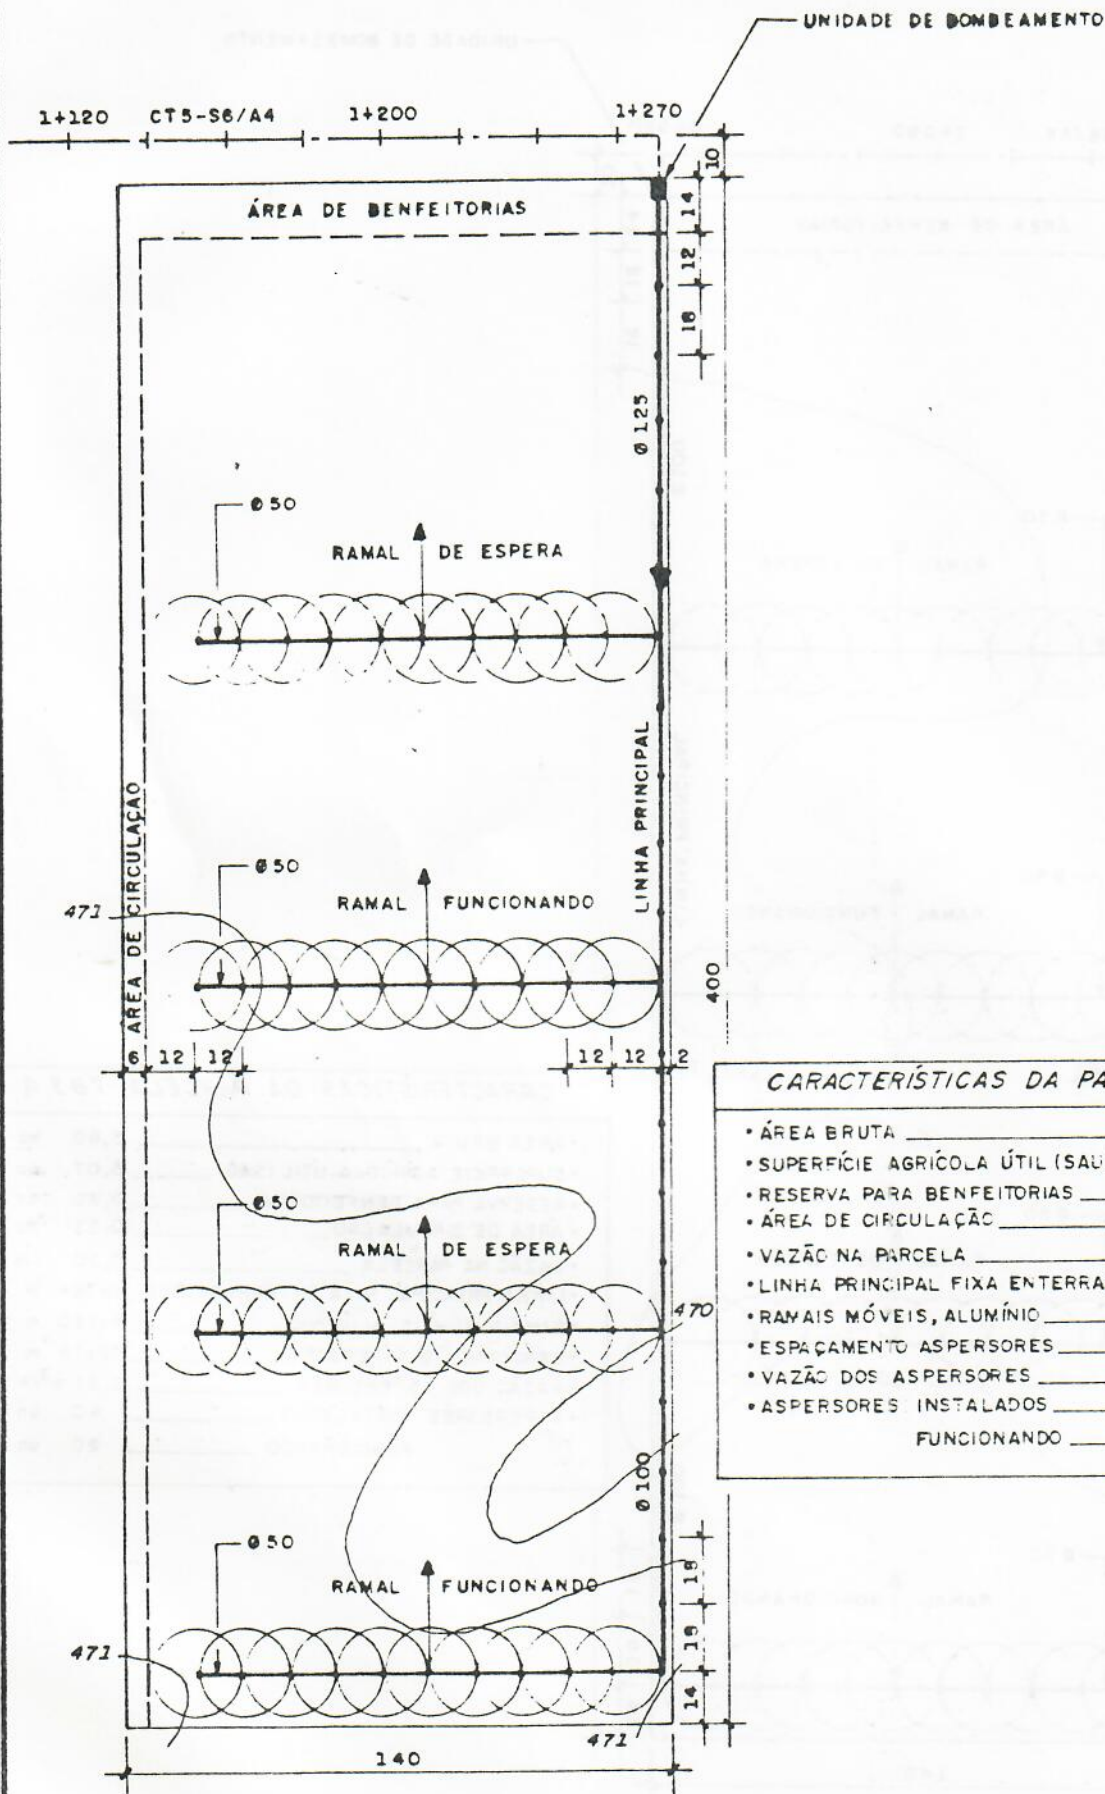 UNIDADE DE BOMBEAMENTO
1+120 CT5-S6/A4 1+200 1+270
10
ÁREA DE BENFEITORIAS
14
12
18
Ø 125
Ø 50
RAMAL DE ESPERA
LINHA PRINCIPAL
ÁREA DE CIRCULAÇÃO
Ø 50
471
RAMAL FUNCIONANDO
400
6 12 12 12 12 2
CARACTERÍSTICAS DA PA
• ÁREA BRUTA
• SUPERFÍCIE AGRÍCOLA ÚTIL (SAU
• RESERVA PARA BENFEITORIAS
• ÁREA DE CIRCULAÇÃO
• VAZÃO NA PARCELA
• LINHA PRINCIPAL FIXA ENTERRA
• RAMAIS MÓVEIS, ALUMÍNIO
• ESPAÇAMENTO ASPERSORES
• VAZÃO DOS ASPERSORES
• ASPERSORES INSTALADOS
FUNCIONANDO
Ø 50
RAMAL DE ESPERA
470
Ø 100
Ø 50
RAMAL FUNCIONANDO
18
18
14
471
471
140